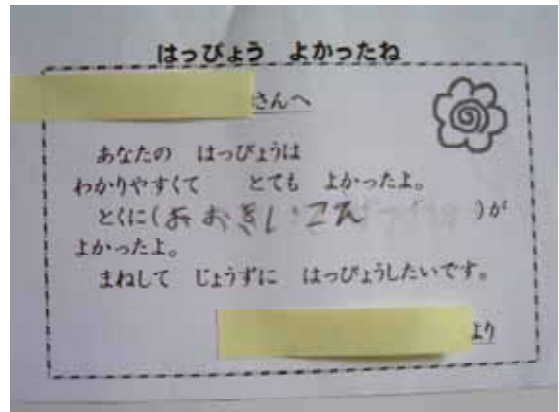 はっぴょう よかったね
さんへ
あなたの はっぴょうは
わかりやすくて とても よかったよ。
とくに(おおきいこえ)が
よかったよ。
まねして じょうずに はっぴょうしたいです。
より